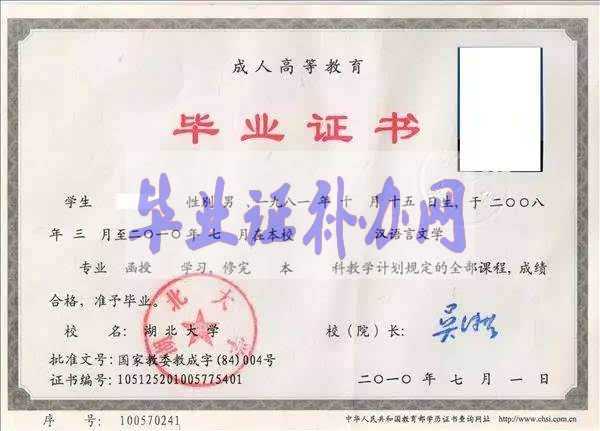 成人高等教育
毕业证书
学生 性别 男,一九八一 年 十 月 十五 日生,于 二〇〇八
年 三 月至二〇一〇年 七 月在本校 汉语言文学
专业 函授 学习,修完 本 科教学计划规定的全部课程,成绩
合格,准予毕业。
毕业证补办网
校 名: 湖北大学 校(院)长:
湖北大学
批准文号: 国家教委教成字(84)004号
证书编号: 105125201005775401 二〇一〇 年 七 月 一 日
序 号: 100570241 中华人民共和国教育部学历证书查询网址 http://www.chsi.com.cn